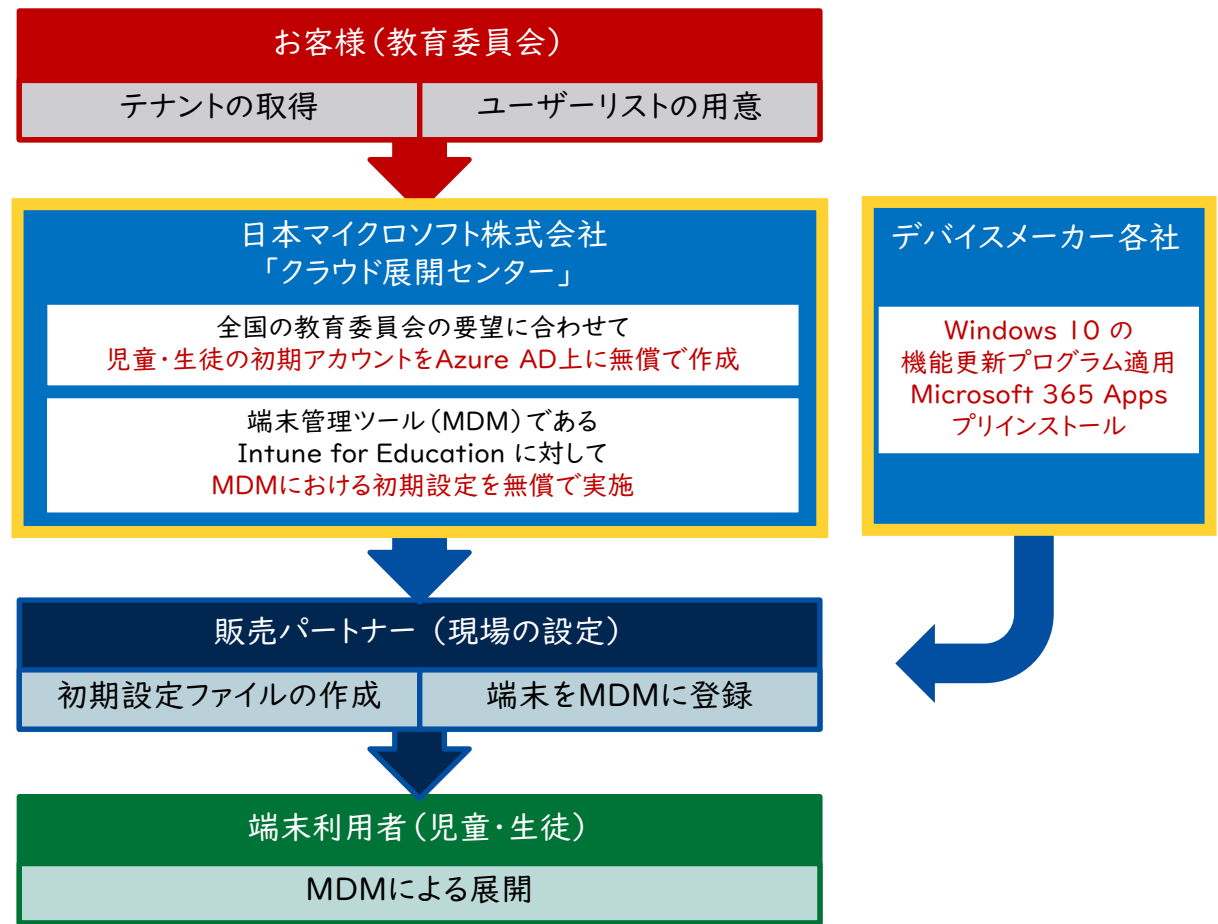 お客様（教育委員会）
テナントの取得
ユーザーリストの用意
日本マイクロソフト株式会社
「クラウド展開センター」
全国の教育委員会の要望に合わせて
児童・生徒の初期アカウントをAzure AD上に無償で作成
端末管理ツール（MDM）である
Intune for Education に対して
MDMにおける初期設定を無償で実施
デバイスメーカー各社
Windows 10 の
機能更新プログラム適用
Microsoft 365 Apps
プリインストール
販売パートナー（現場の設定）
初期設定ファイルの作成
端末をMDMに登録
端末利用者（児童・生徒）
MDMによる展開